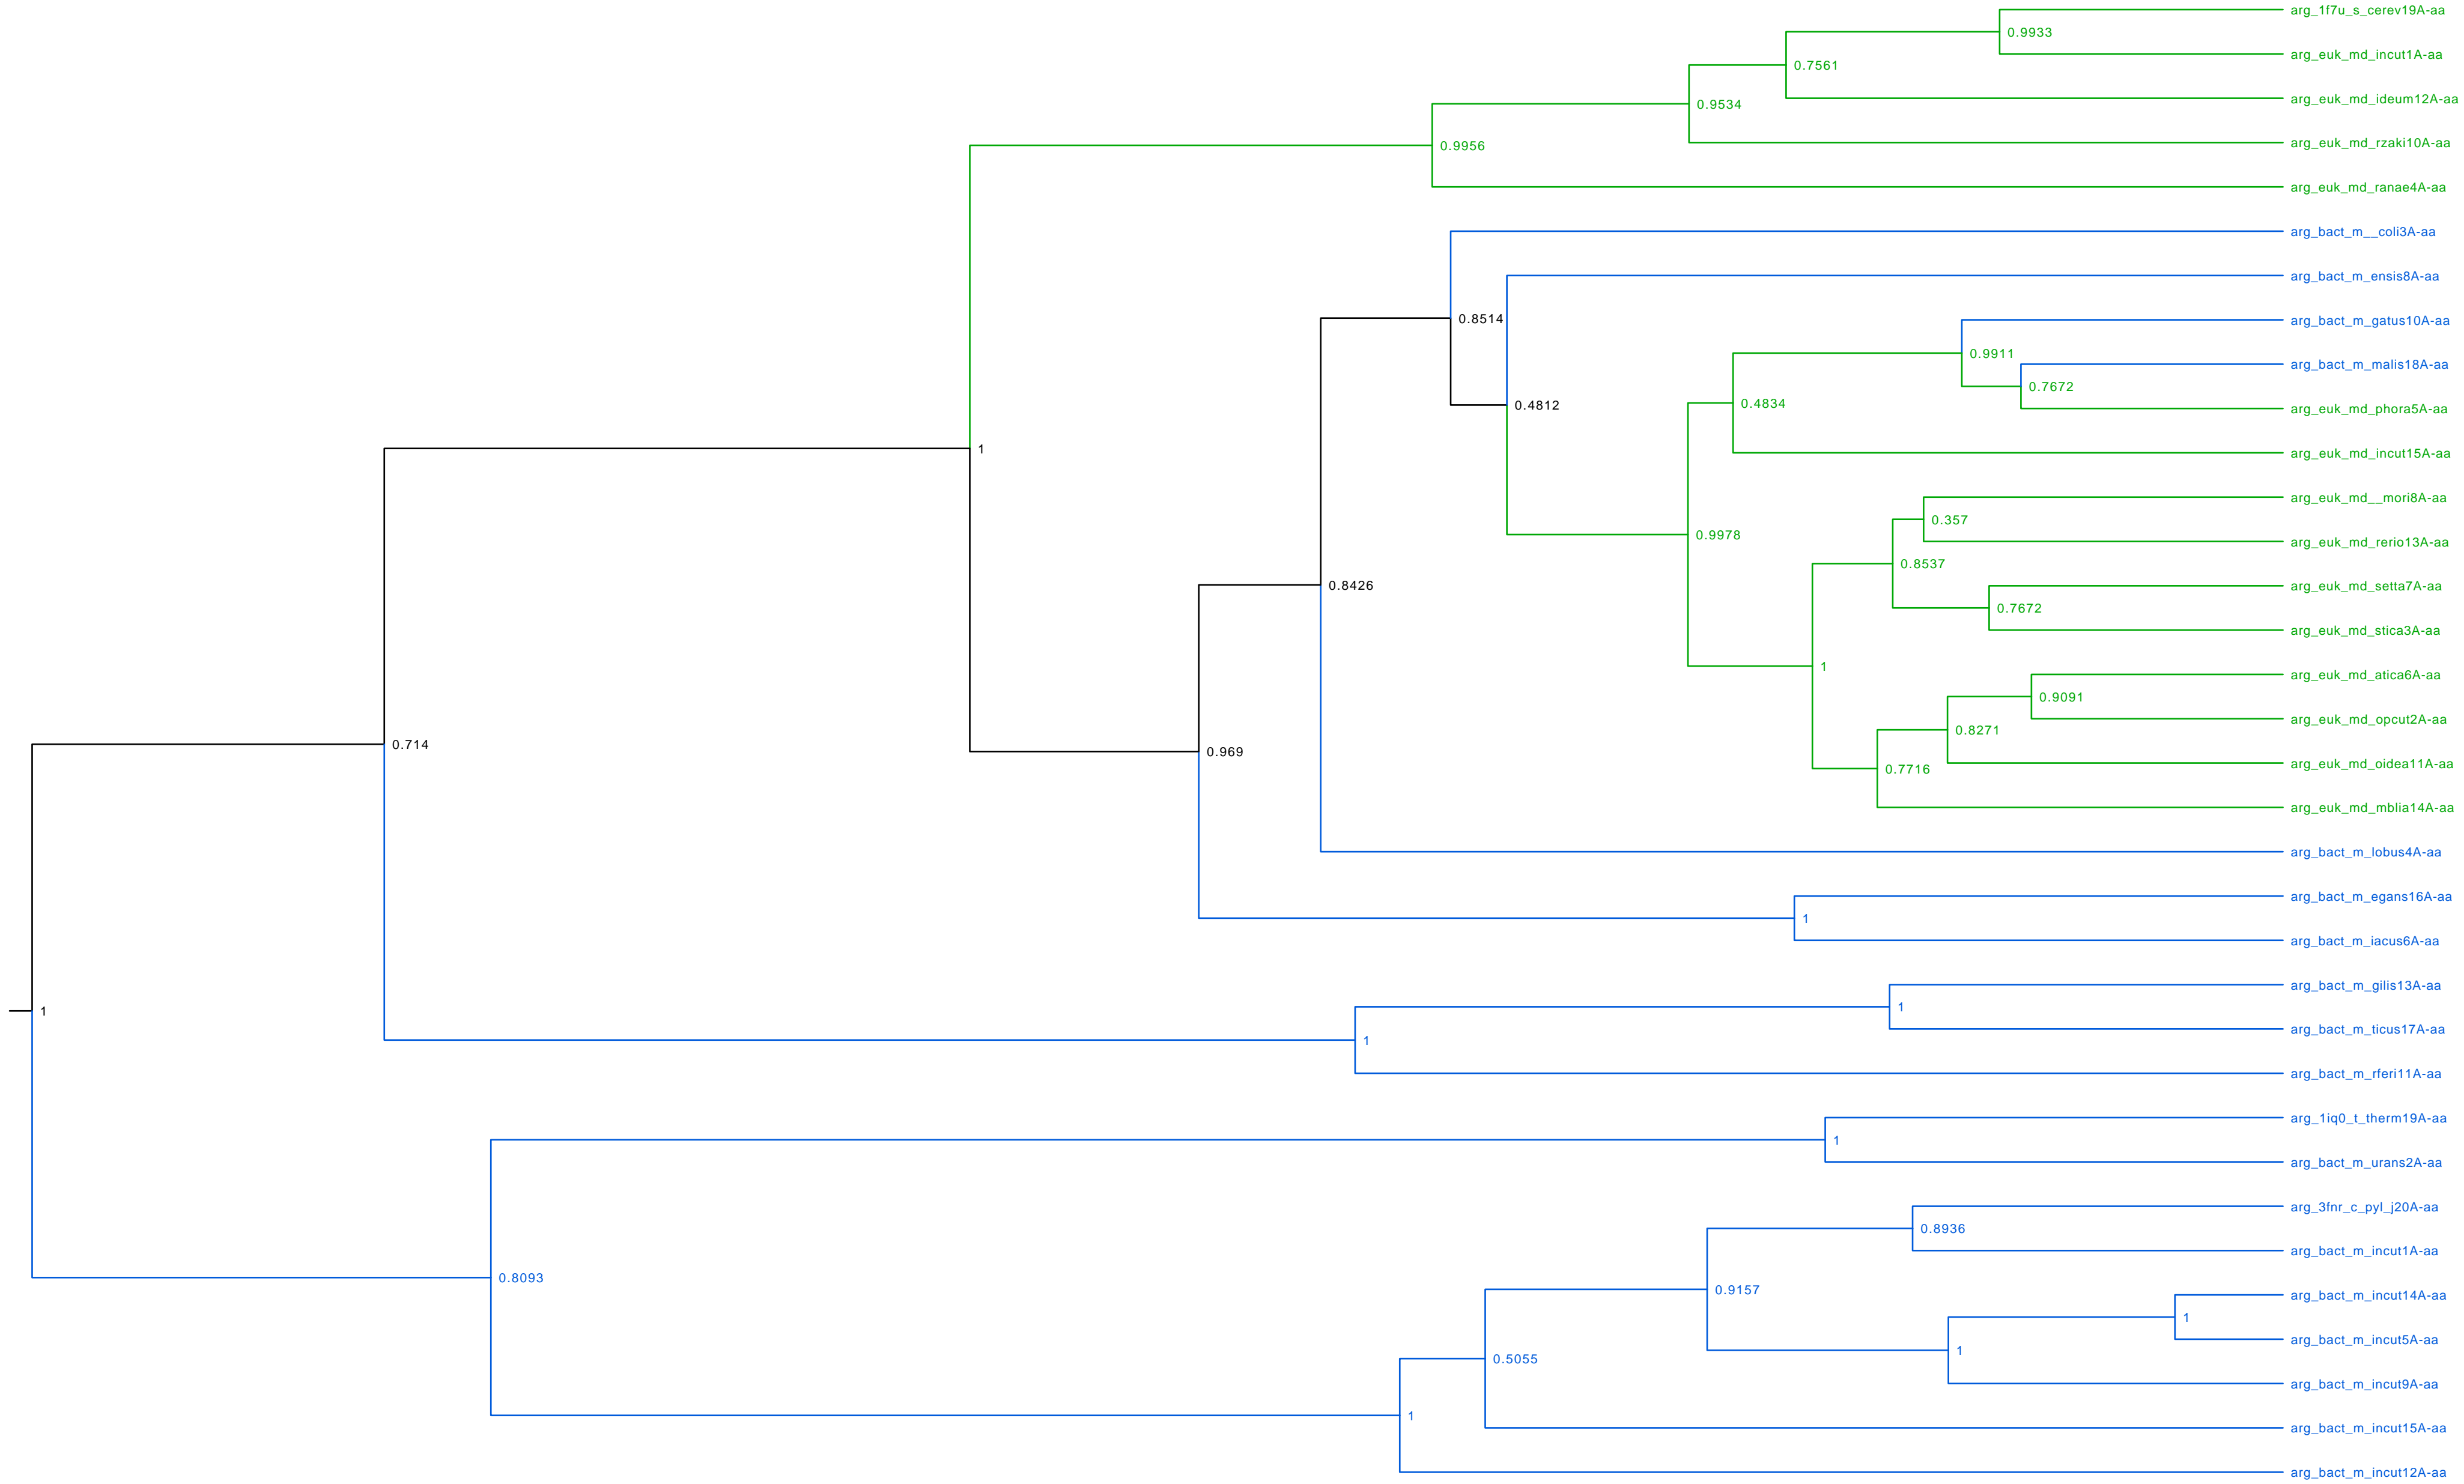 arg_1f7u_s_cerev19A-aa
0.9933
arg_euk_md_incut1A-aa
0.7561
arg_euk_md_ideum12A-aa
0.9534
arg_euk_md_rzaki10A-aa
0.9956
arg_euk_md_ranae4A-aa
arg_bact_m__coli3A-aa
arg_bact_m_ensis8A-aa
0.8514
arg_bact_m_gatus10A-aa
0.9911
arg_bact_m_malis18A-aa
0.7672
0.4812
0.4834
arg_euk_md_phora5A-aa
1
arg_euk_md_incut15A-aa
arg_euk_md__mori8A-aa
0.357
0.9978
arg_euk_md_rerio13A-aa
0.8537
0.8426
arg_euk_md_setta7A-aa
0.7672
arg_euk_md_stica3A-aa
1
arg_euk_md_atica6A-aa
0.9091
arg_euk_md_opcut2A-aa
0.8271
0.714
0.969
arg_euk_md_oidea11A-aa
0.7716
arg_euk_md_mblia14A-aa
arg_bact_m_lobus4A-aa
arg_bact_m_egans16A-aa
1
arg_bact_m_iacus6A-aa
arg_bact_m_gilis13A-aa
1
1
arg_bact_m_ticus17A-aa
1
arg_bact_m_rferi11A-aa
arg_1iq0_t_therm19A-aa
1
arg_bact_m_urans2A-aa
arg_3fnr_c_pyl_j20A-aa
0.8936
arg_bact_m_incut1A-aa
0.8093
0.9157
arg_bact_m_incut14A-aa
1
arg_bact_m_incut5A-aa
1
0.5055
arg_bact_m_incut9A-aa
1
arg_bact_m_incut15A-aa
arg_bact_m_incut12A-aa